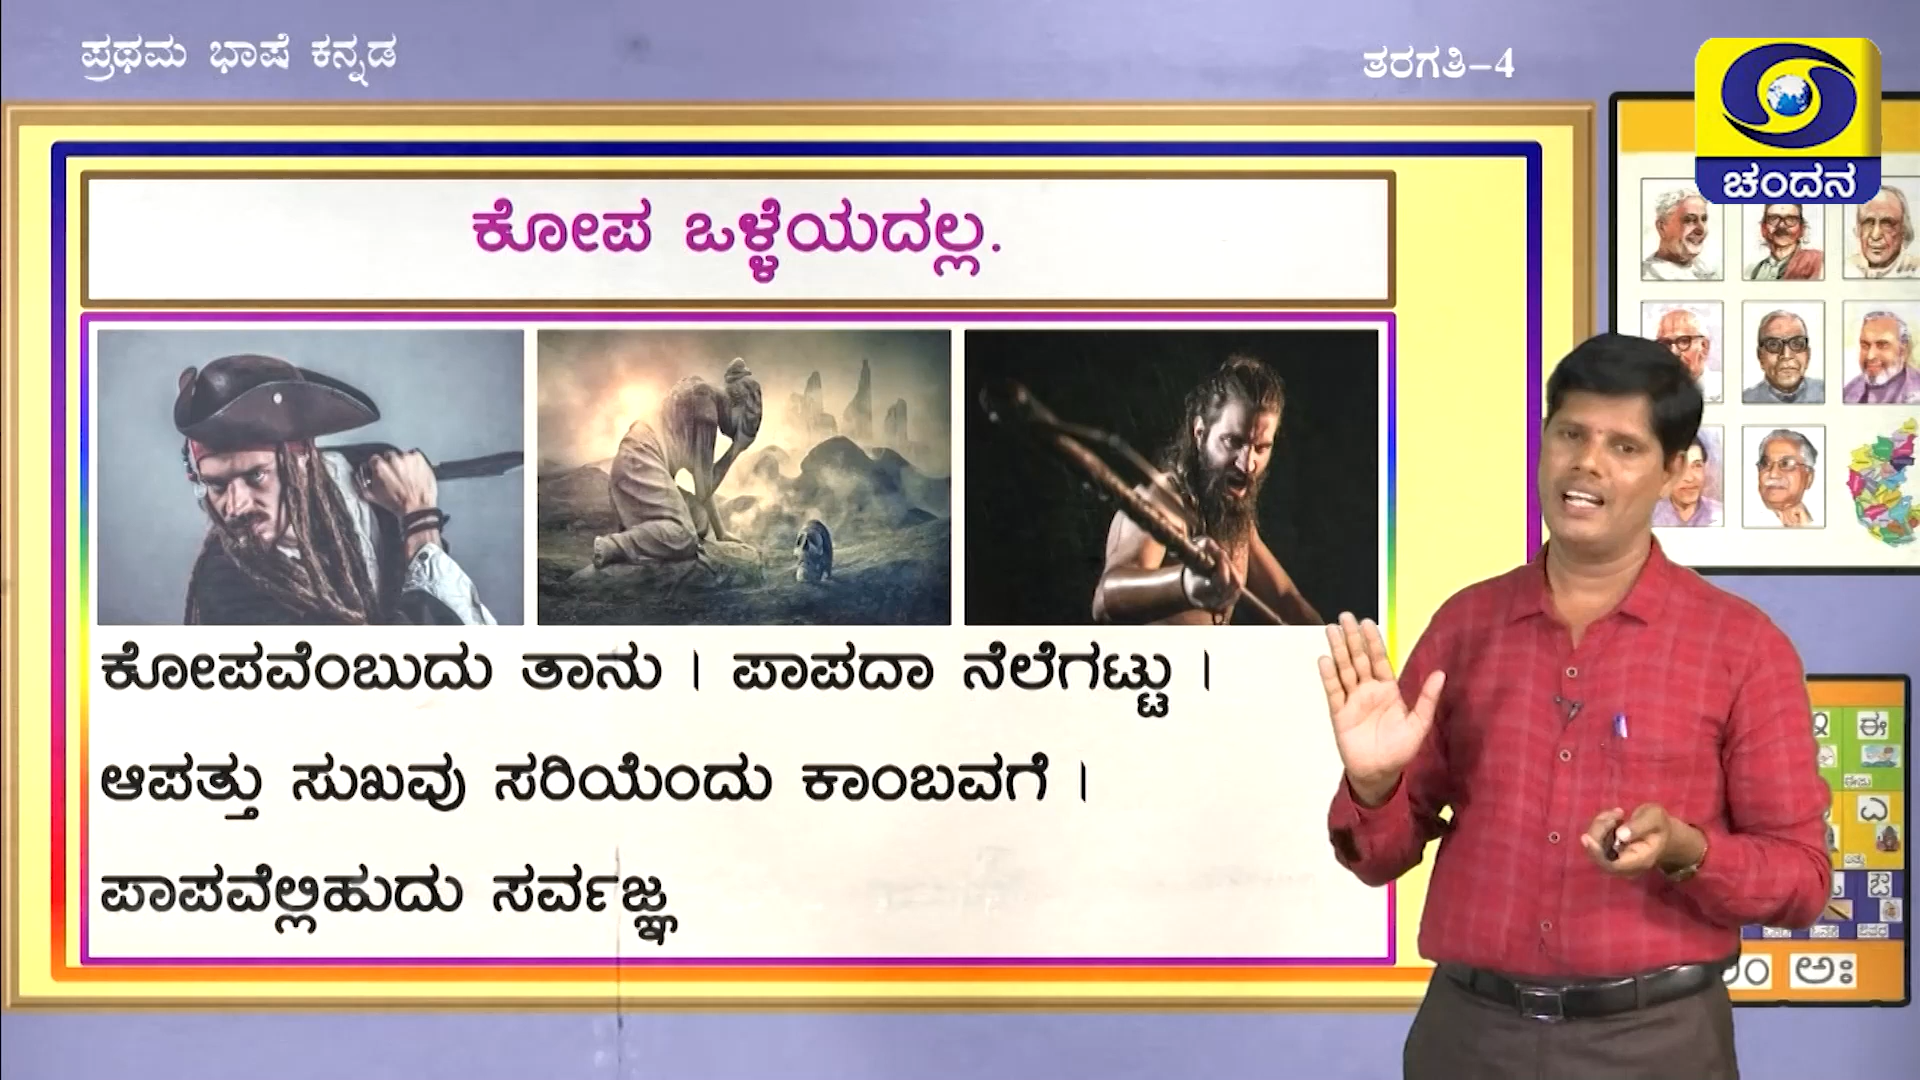 ಪ್ರಥಮ ಭಾಷೆ ಕನ್ನಡ
ತರಗತಿ-4
ಚಂದನ
ಕೋಪ ಒಳ್ಳೆಯದಲ್ಲ.
ಕೋಪವೆಂಬುದು ತಾನು । ಪಾಪದಾ ನೆಲೆಗಟ್ಟು ।
ಆಪತ್ತು ಸುಖವು ಸರಿಯೆಂದು ಕಾಂಬವಗೆ ।
ಪಾಪವೆಲ್ಲಿಹುದು ಸರ್ವಜ್ಞ
ಈ
ಎ
ಔ
ಅಃ